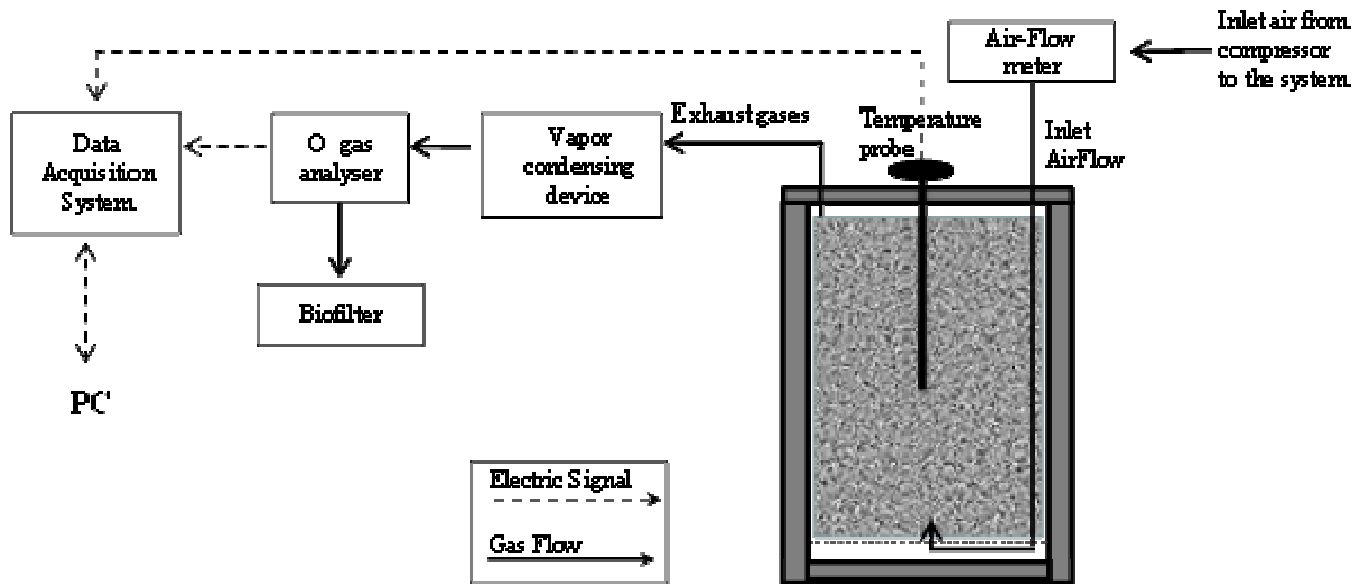 Inlet air from
compressor
to the system.
Air-Flow
meter
Exhaust gases
Temperature
probe
Inlet
AirFlow
Data
Acquisition
System.
O gas
analyser
Vapor
condensing
device
Biofilter
PC
Electric Signal
Gas Flow